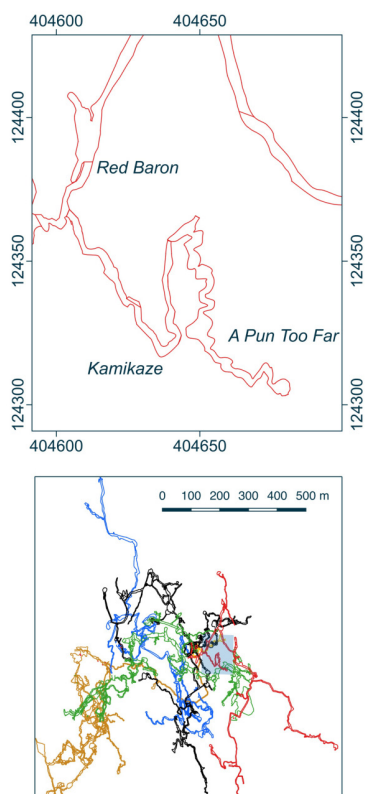 404600 404650
124400 124400
Red Baron
124350 124350
A Pun Too Far
Kamikaze
124300 124300
404600 404650
0 100 200 300 400 500 m